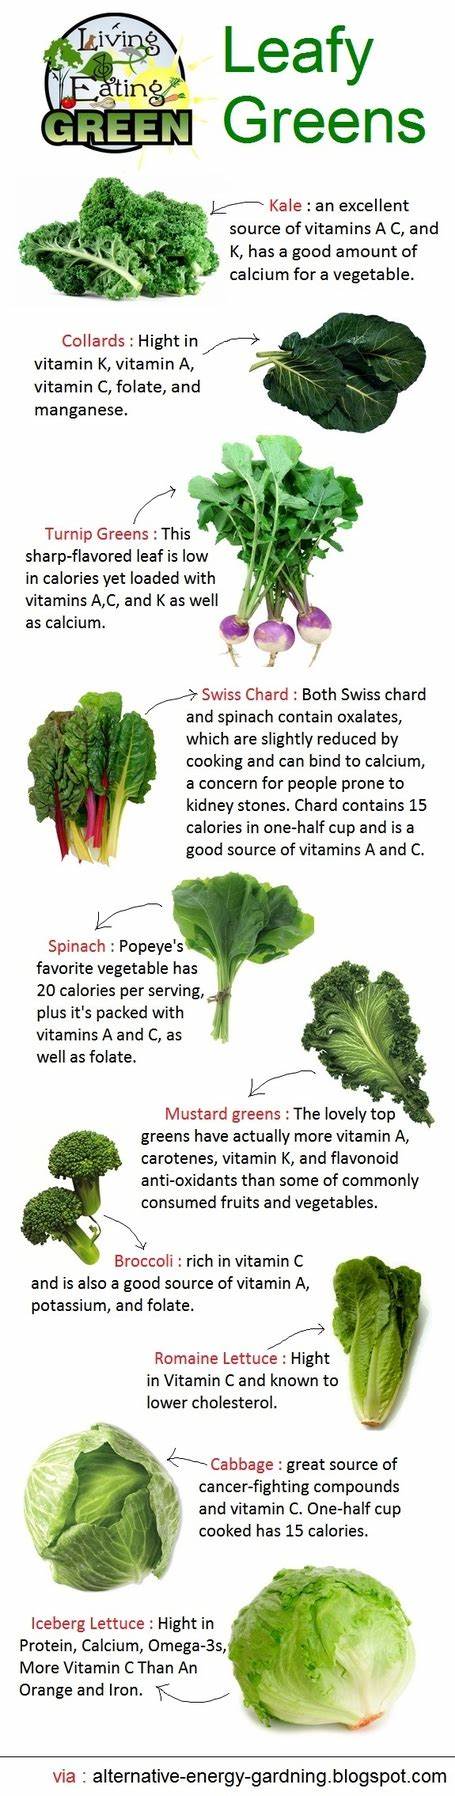 Living
&
Eating
GREEN
Leafy
Greens
Kale : an excellent
source of vitamins A C, and
K, has a good amount of
calcium for a vegetable.
Collards : Hight in
vitamin K, vitamin A,
vitamin C, folate, and
manganese.
Turnip Greens : This
sharp-flavored leaf is low
in calories yet loaded with
vitamins A,C, and K as well
as calcium.
Swiss Chard : Both Swiss chard
and spinach contain oxalates,
which are slightly reduced by
cooking and can bind to calcium,
a concern for people prone to
kidney stones. Chard contains 15
calories in one-half cup and is a
good source of vitamins A and C.
Spinach : Popeye's
favorite vegetable has
20 calories per serving,
plus it's packed with
vitamins A and C, as
well as folate.
Mustard greens : The lovely top
greens have actually more vitamin A,
carotenes, vitamin K, and flavonoid
anti-oxidants than some of commonly
consumed fruits and vegetables.
Broccoli : rich in vitamin C
and is also a good source of vitamin A,
potassium, and folate.
Romaine Lettuce : Hight
in Vitamin C and known to
lower cholesterol.
Cabbage : great source of
cancer-fighting compounds
and vitamin C. One-half cup
cooked has 15 calories.
Iceberg Lettuce : Hight in
Protein, Calcium, Omega-3s,
More Vitamin C Than An
Orange and Iron.
via : alternative-energy-gardning.blogspot.com